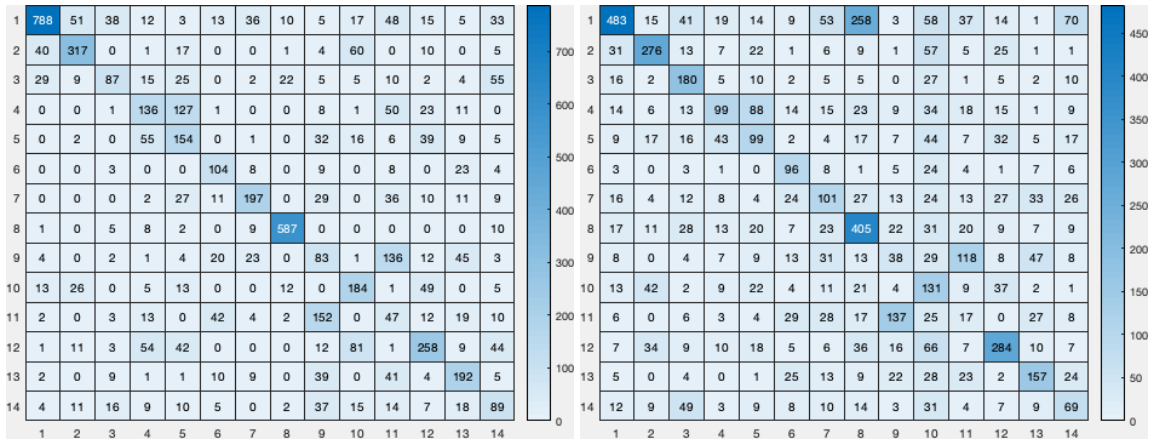 1 788 51 38 12 3 13 36 10 5 17 48 15 5 33
2 40 317 0 1 17 0 0 1 4 60 0 10 0 5
3 29 9 87 15 25 0 2 22 5 5 10 2 4 55
4 0 0 1 136 127 1 0 0 8 1 50 23 11 0
5 0 2 0 55 154 0 1 0 32 16 6 39 9 5
6 0 0 3 0 0 104 8 0 9 0 8 0 23 4
7 0 0 0 2 27 11 197 0 29 0 36 10 11 9
8 1 0 5 8 2 0 9 587 0 0 0 0 0 10
9 4 0 2 1 4 20 23 0 83 1 136 12 45 3
10 13 26 0 5 13 0 0 12 0 184 1 49 0 5
11 2 0 3 13 0 42 4 2 152 0 47 12 19 10
12 1 11 3 54 42 0 0 0 12 81 1 258 9 44
13 2 0 9 1 1 10 9 0 39 0 41 4 192 5
14 4 11 16 9 10 5 0 2 37 15 14 7 18 89
1 2 3 4 5 6 7 8 9 10 11 12 13 14
700
600
500
400
300
200
100
0
1 483 15 41 19 14 9 53 258 3 58 37 14 1 70
2 31 276 13 7 22 1 6 9 1 57 5 25 1 1
3 16 2 180 5 10 2 5 5 0 27 1 5 2 10
4 14 6 13 99 88 14 15 23 9 34 18 15 1 9
5 9 17 16 43 99 2 4 17 7 44 7 32 5 17
6 3 0 3 1 0 96 8 1 5 24 4 1 7 6
7 16 4 12 8 4 24 101 27 13 24 13 27 33 26
8 17 11 28 13 20 7 23 405 22 31 20 9 7 9
9 8 0 4 7 9 13 31 13 38 29 118 8 47 8
10 13 42 2 9 22 4 11 21 4 131 9 37 2 1
11 6 0 6 3 4 29 28 17 137 25 17 0 27 8
12 7 34 9 10 18 5 6 36 16 66 7 284 10 7
13 5 0 4 0 1 25 13 9 22 28 23 2 157 24
14 12 9 49 3 9 8 10 14 3 31 4 7 9 69
1 2 3 4 5 6 7 8 9 10 11 12 13 14
450
400
350
300
250
200
150
100
50
0